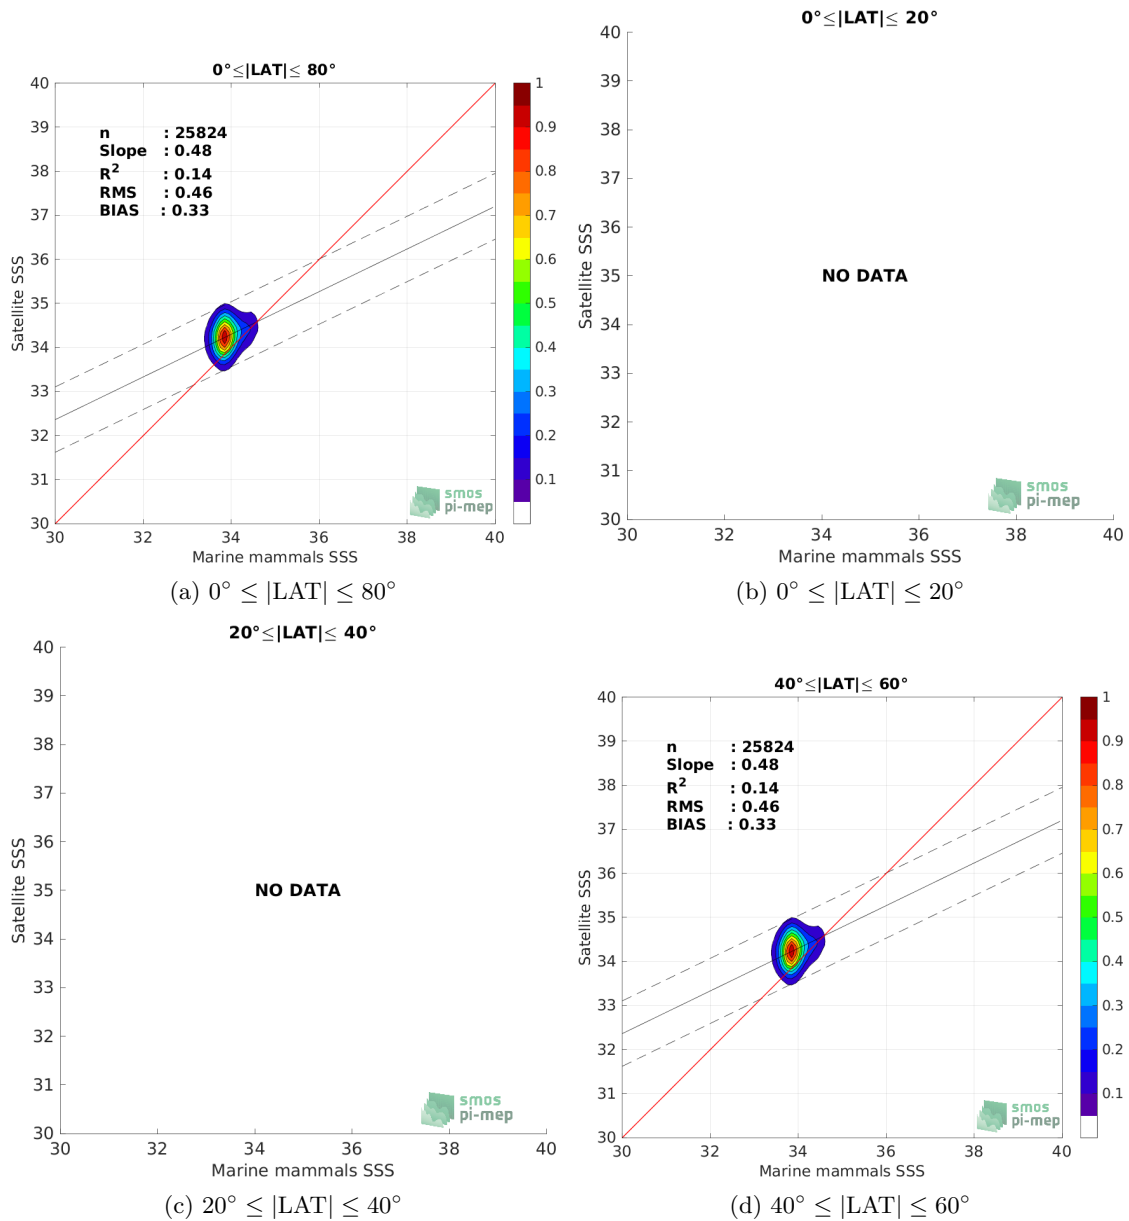 0°≤|LAT|≤ 80°
40
39
38
37
36
35
34
33
32
31
30
n : 25824
Slope : 0.48
R² : 0.14
RMS : 0.46
BIAS : 0.33
1
0.9
0.8
0.7
0.6
0.5
0.4
0.3
0.2
0.1
Satellite SSS
smos
pi-mep
30 32 34 36 38 40
Marine mammals SSS
(a) 0° ≤ |LAT| ≤ 80°
0°≤|LAT|≤ 20°
40
39
38
37
36
35
34
33
32
31
30
Satellite SSS
NO DATA
smos
pi-mep
30 32 34 36 38 40
Marine mammals SSS
(b) 0° ≤ |LAT| ≤ 20°
20°≤|LAT|≤ 40°
40
39
38
37
36
35
34
33
32
31
30
Satellite SSS
NO DATA
smos
pi-mep
30 32 34 36 38 40
Marine mammals SSS
(c) 20° ≤ |LAT| ≤ 40°
40°≤|LAT|≤ 60°
40
39
38
37
36
35
34
33
32
31
30
n : 25824
Slope : 0.48
R² : 0.14
RMS : 0.46
BIAS : 0.33
1
0.9
0.8
0.7
0.6
0.5
0.4
0.3
0.2
0.1
Satellite SSS
smos
pi-mep
30 32 34 36 38 40
Marine mammals SSS
(d) 40° ≤ |LAT| ≤ 60°